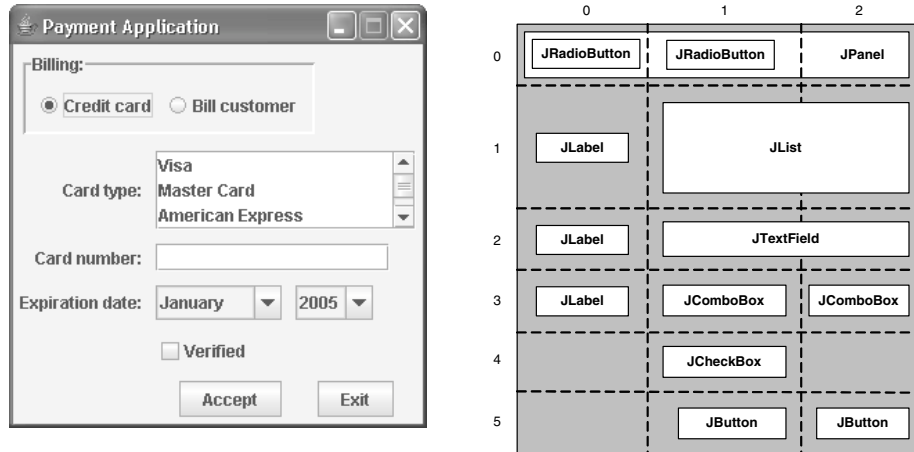 Payment Application
Billing:
Credit card Bill customer
Card type:
Visa
Master Card
American Express
Card number:
Expiration date: January 2005
Verified
Accept Exit
0 1 2
0 JRadioButton JRadioButton JPanel
1 JLabel JList
2 JLabel JTextField
3 JLabel JComboBox JComboBox
4 JCheckBox
5 JButton JButton